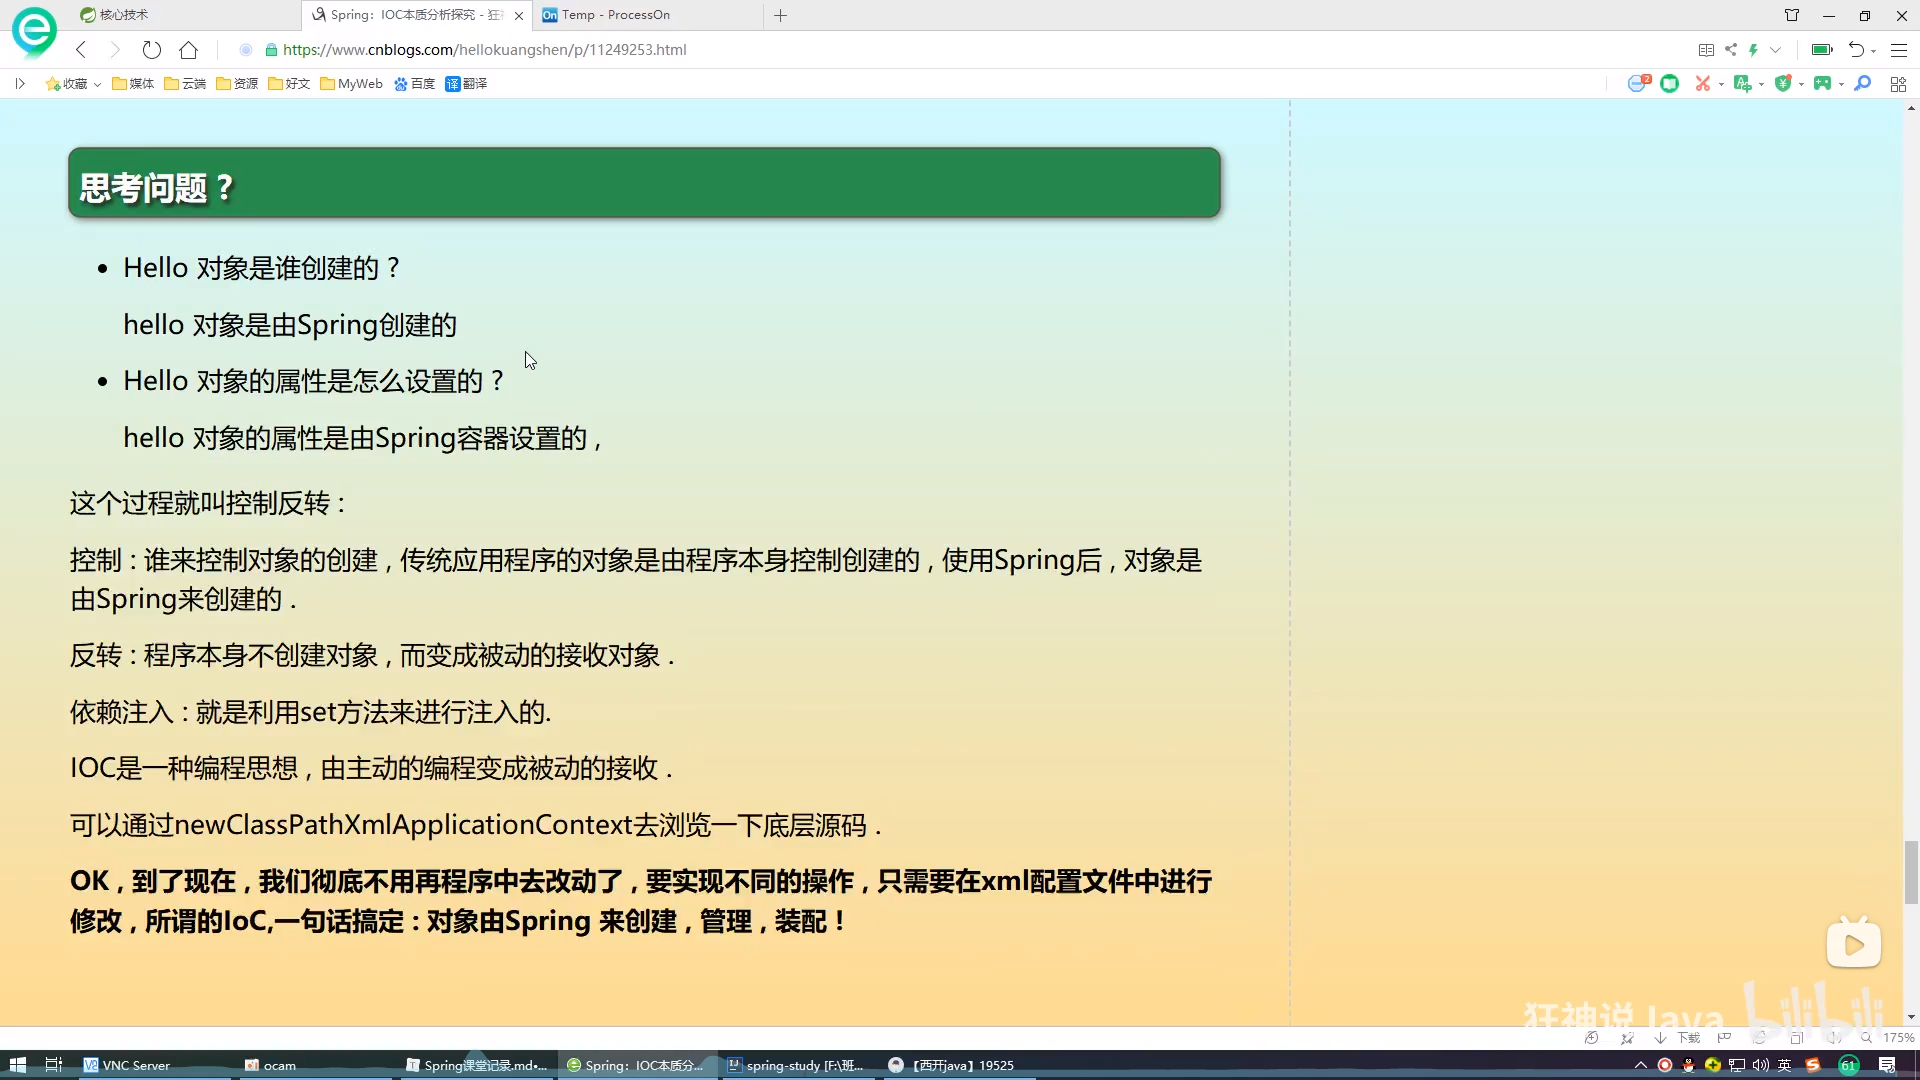 核心技术
Spring：IOC本质分析探究 - 狂
Temp - ProcessOn
https://www.cnblogs.com/hellokuangshen/p/11249253.html
收藏
媒体
云端
资源
好文
MyWeb
百度
译
翻译
2
思考问题？
Hello 对象是谁创建的？
hello 对象是由Spring创建的
Hello 对象的属性是怎么设置的？
hello 对象的属性是由Spring容器设置的 ,
这个过程就叫控制反转 :
控制 : 谁来控制对象的创建 , 传统应用程序的对象是由程序本身控制创建的 , 使用Spring后 , 对象是
由Spring来创建的 .
反转 : 程序本身不创建对象 , 而变成被动的接收对象 .
依赖注入 : 就是利用set方法来进行注入的.
IOC是一种编程思想 , 由主动的编程变成被动的接收 .
可以通过newClassPathXmlApplicationContext去浏览一下底层源码 .
OK , 到了现在 , 我们彻底不用再程序中去改动了 , 要实现不同的操作 , 只需要在xml配置文件中进行
修改 , 所谓的IoC,一句话搞定 : 对象由Spring 来创建 , 管理 , 装配 !
狂神说 Java
bilibili
下载
175%
VNC Server
ocam
Spring课堂记录.md•...
Spring：IOC本质分...
spring-study [F:\班...
【西开java】19525
英
61